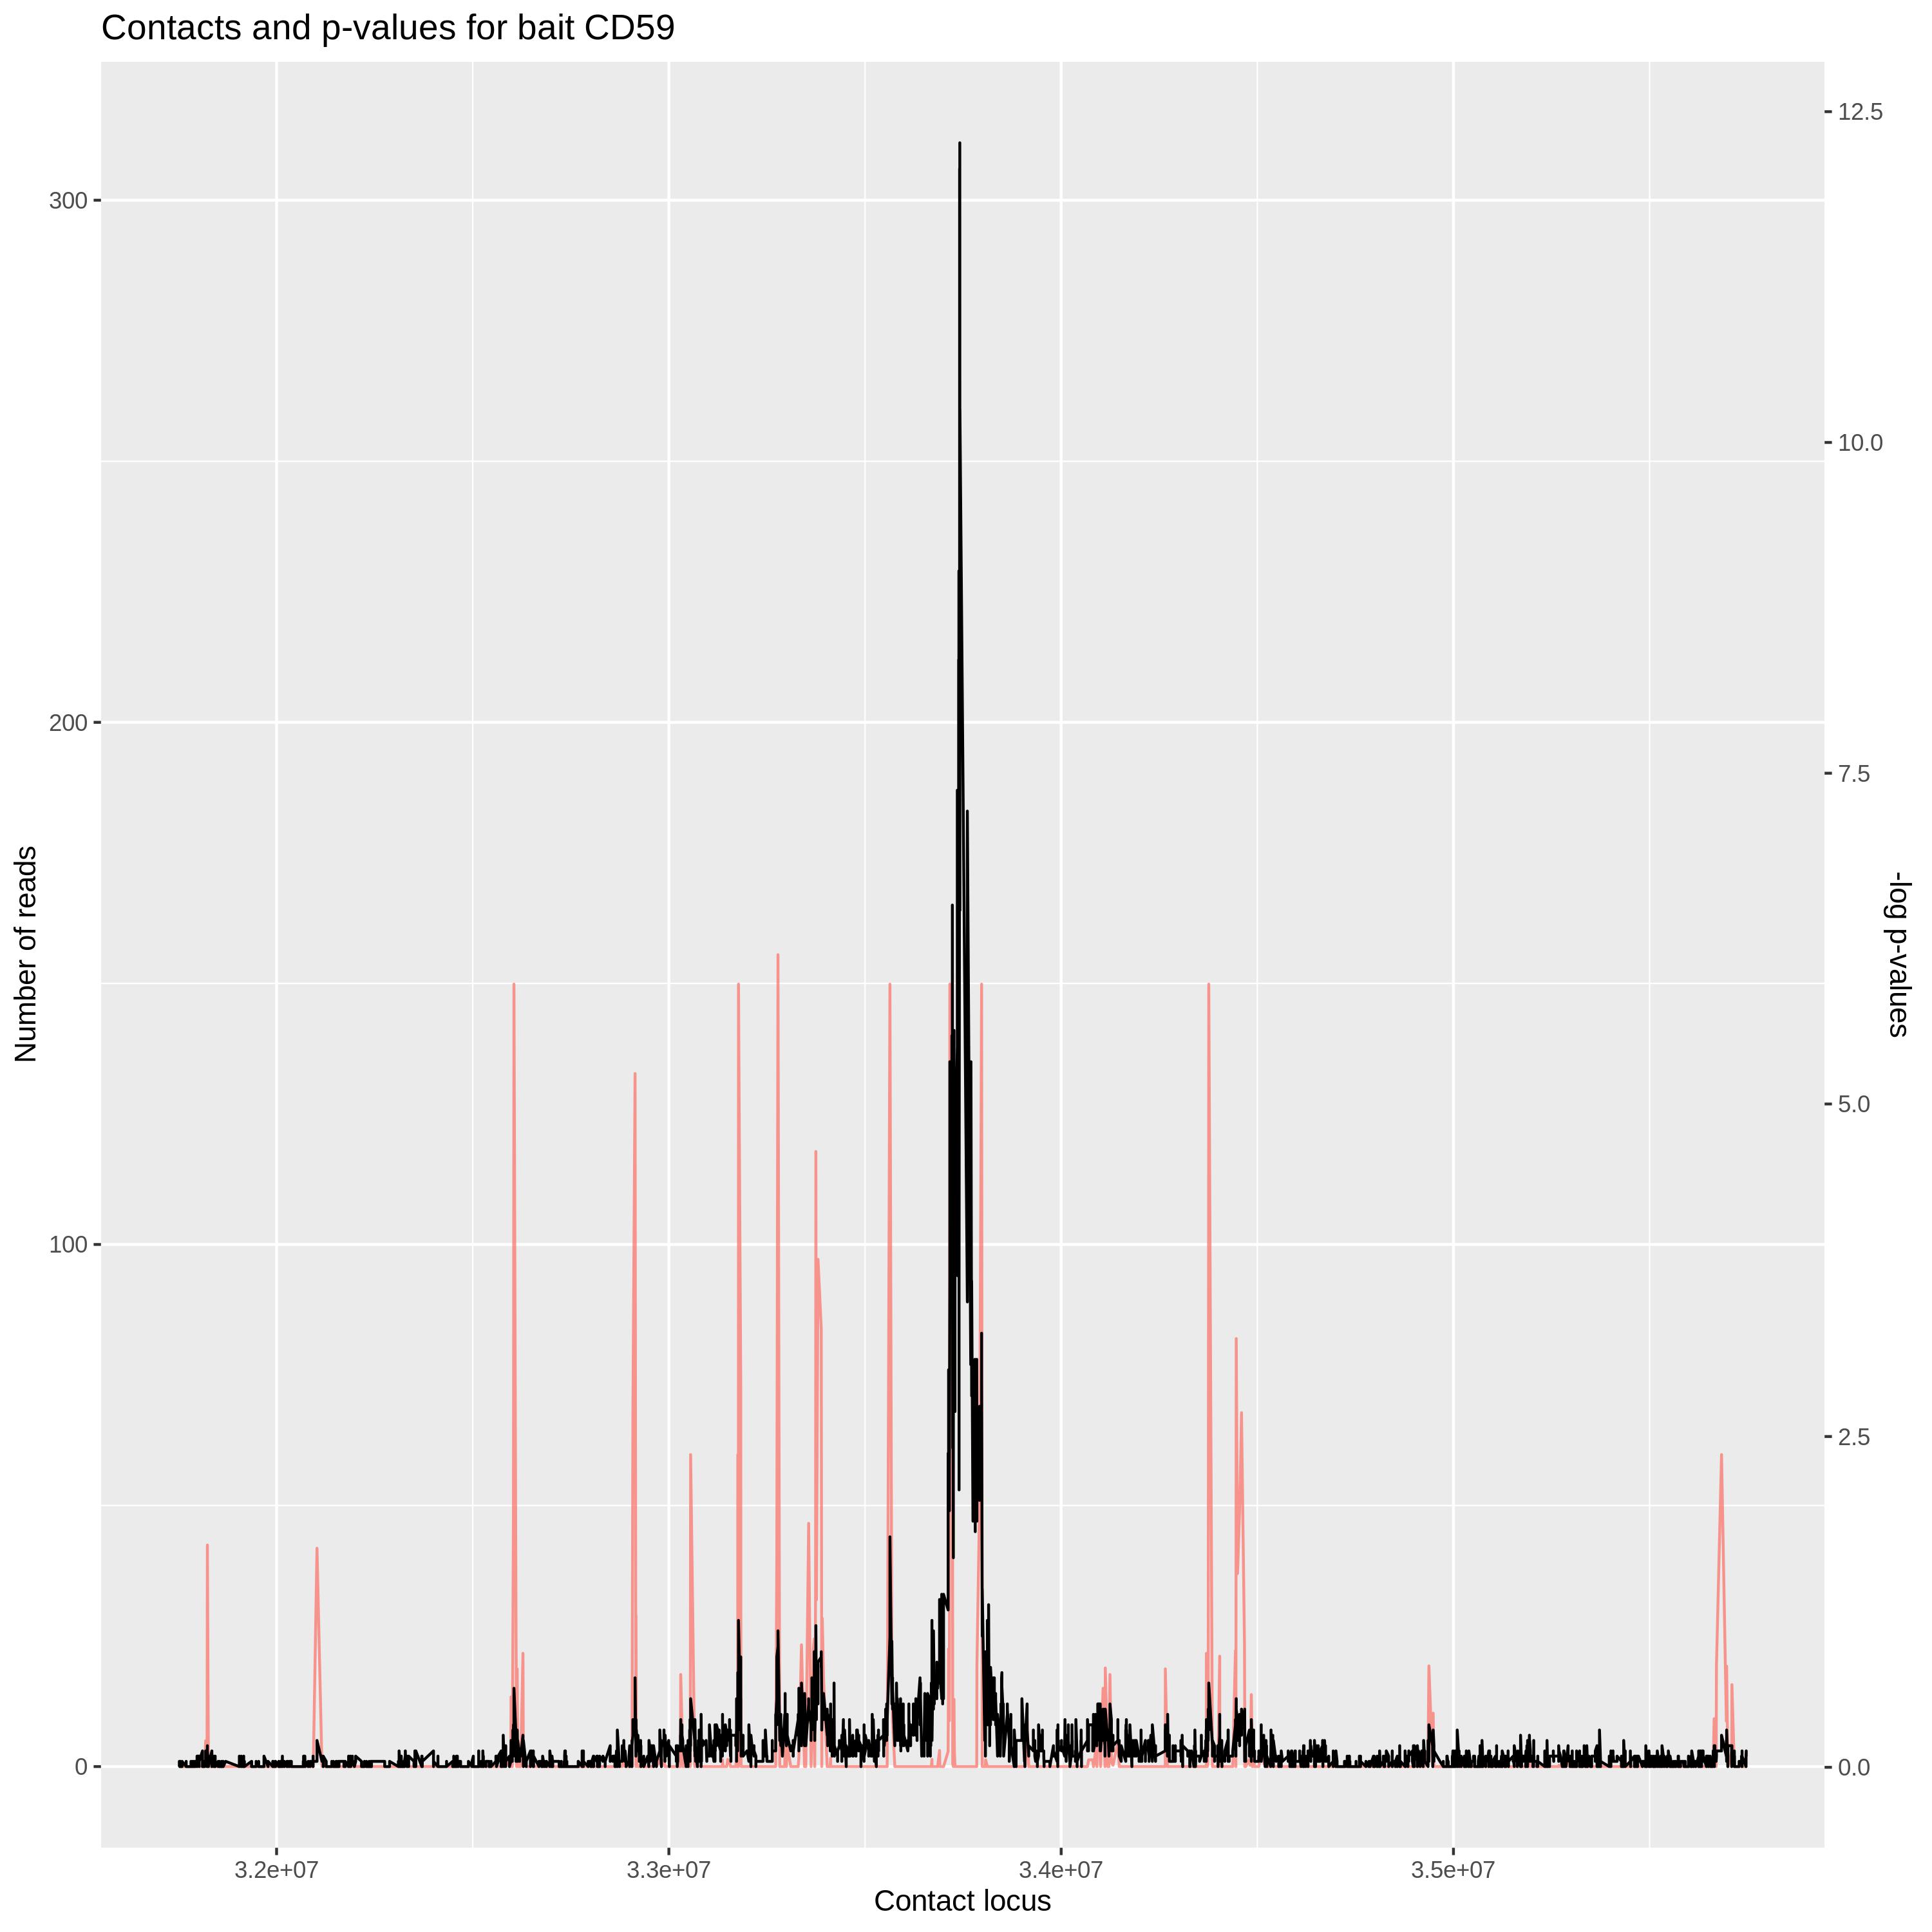 Contacts and p-values for bait CD59
300
200
100
0
Number of reads
12.5
10.0
7.5
5.0
2.5
0.0
-log p-values
3.2e+07
3.3e+07
3.4e+07
3.5e+07
Contact locus